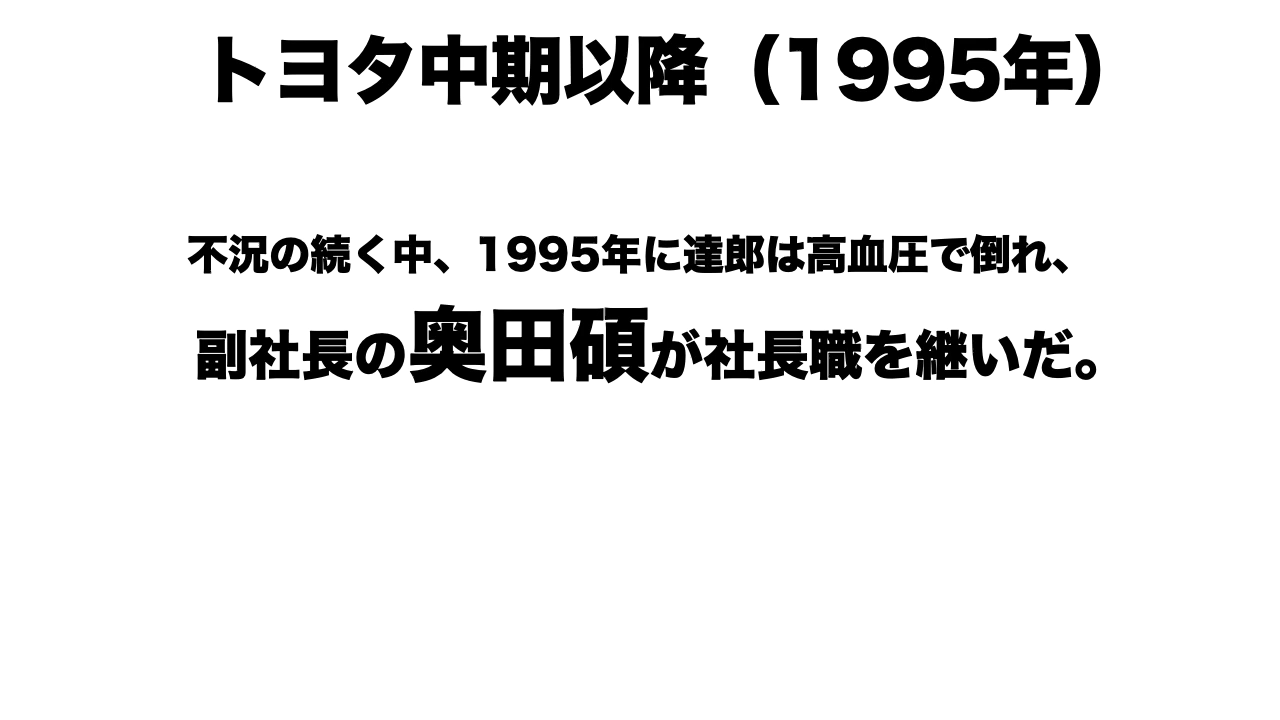 トヨタ中期以降（1995年）
不況の続く中、1995年に達郎は高血圧で倒れ、
副社長の奥田碩が社長職を継いだ。